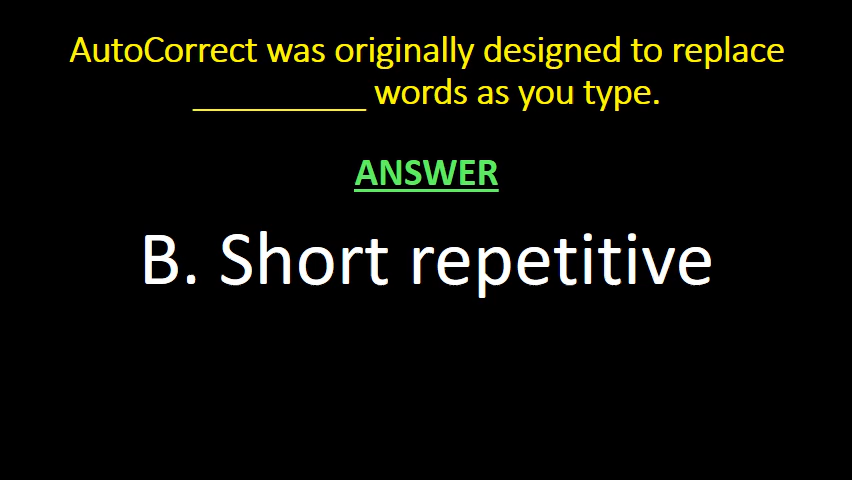 AutoCorrect was originally designed to replace
_________ words as you type.
ANSWER
B. Short repetitive